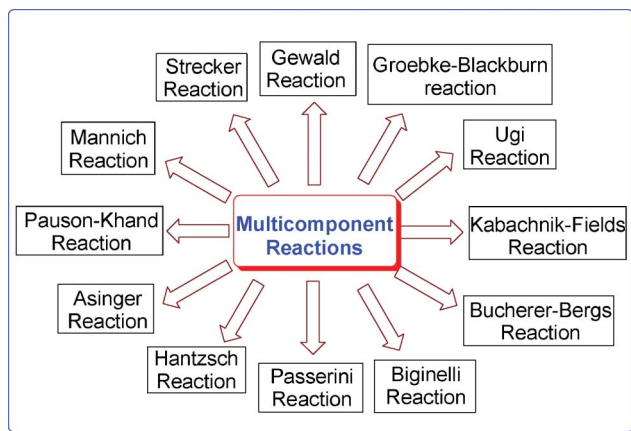 Gewald
Reaction
Groebke-Blackburn
reaction
Strecker
Reaction
Ugi
Reaction
Mannich
Reaction
Multicomponent
Reactions
Pauson-Khand
Reaction
Kabachnik-Fields
Reaction
Asinger
Reaction
Bucherer-Bergs
Reaction
Hantzsch
Reaction
Passerini
Reaction
Biginelli
Reaction